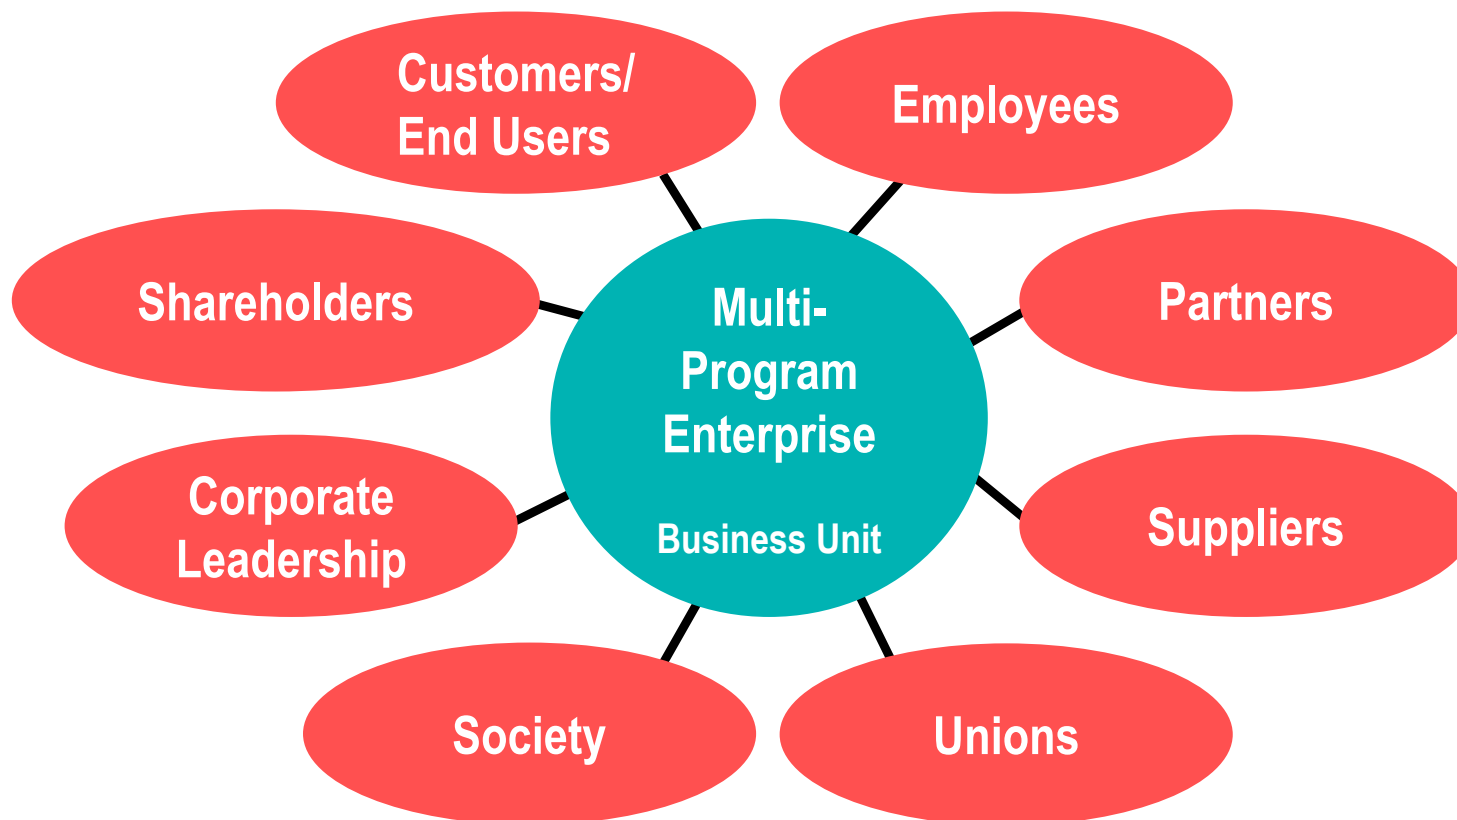 Customers/
End Users
Employees
Shareholders
Partners
Multi-
Program
Enterprise
Business Unit
Corporate
Leadership
Suppliers
Society
Unions